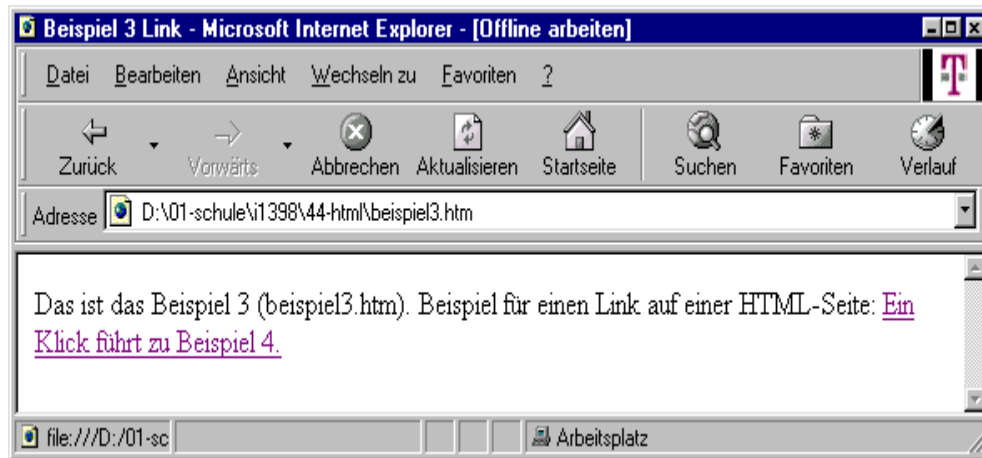 Beispiel 3 Link - Microsoft Internet Explorer - [Offline arbeiten]
Datei Bearbeiten Ansicht Wechseln zu Favoriten ?
T
Zurück Vorwärts Abbrechen Aktualisieren Startseite Suchen Favoriten Verlauf
Adresse D:\01-schule\i1398\44-html\beispiel3.htm
Das ist das Beispiel 3 (beispiel3.htm). Beispiel für einen Link auf einer HTML-Seite: Ein
Klick führt zu Beispiel 4.
file:///D:/01-sc Arbeitsplatz